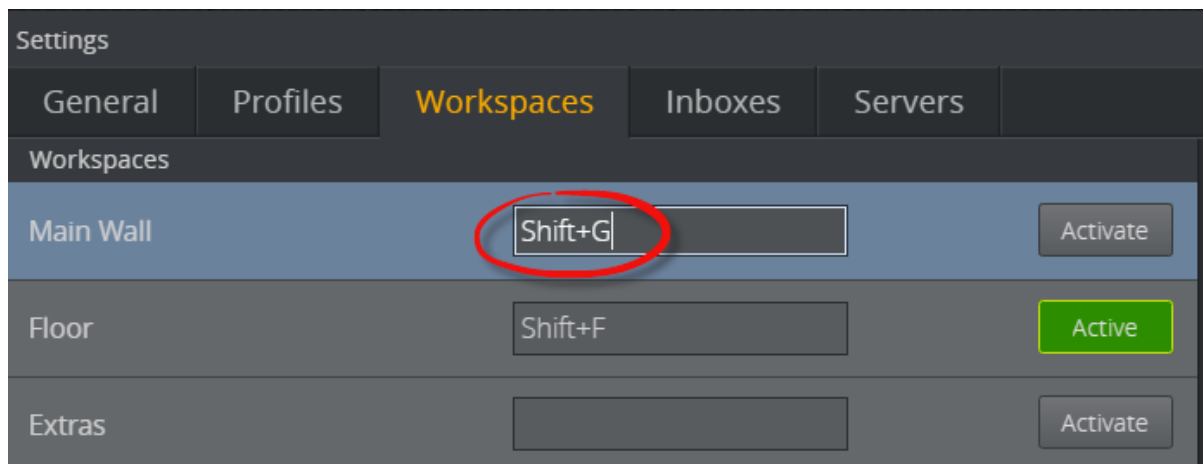 Settings
General Profiles Workspaces Inboxes Servers
Workspaces
Main Wall Shift+G Activate
Floor Shift+F Active
Extras Activate